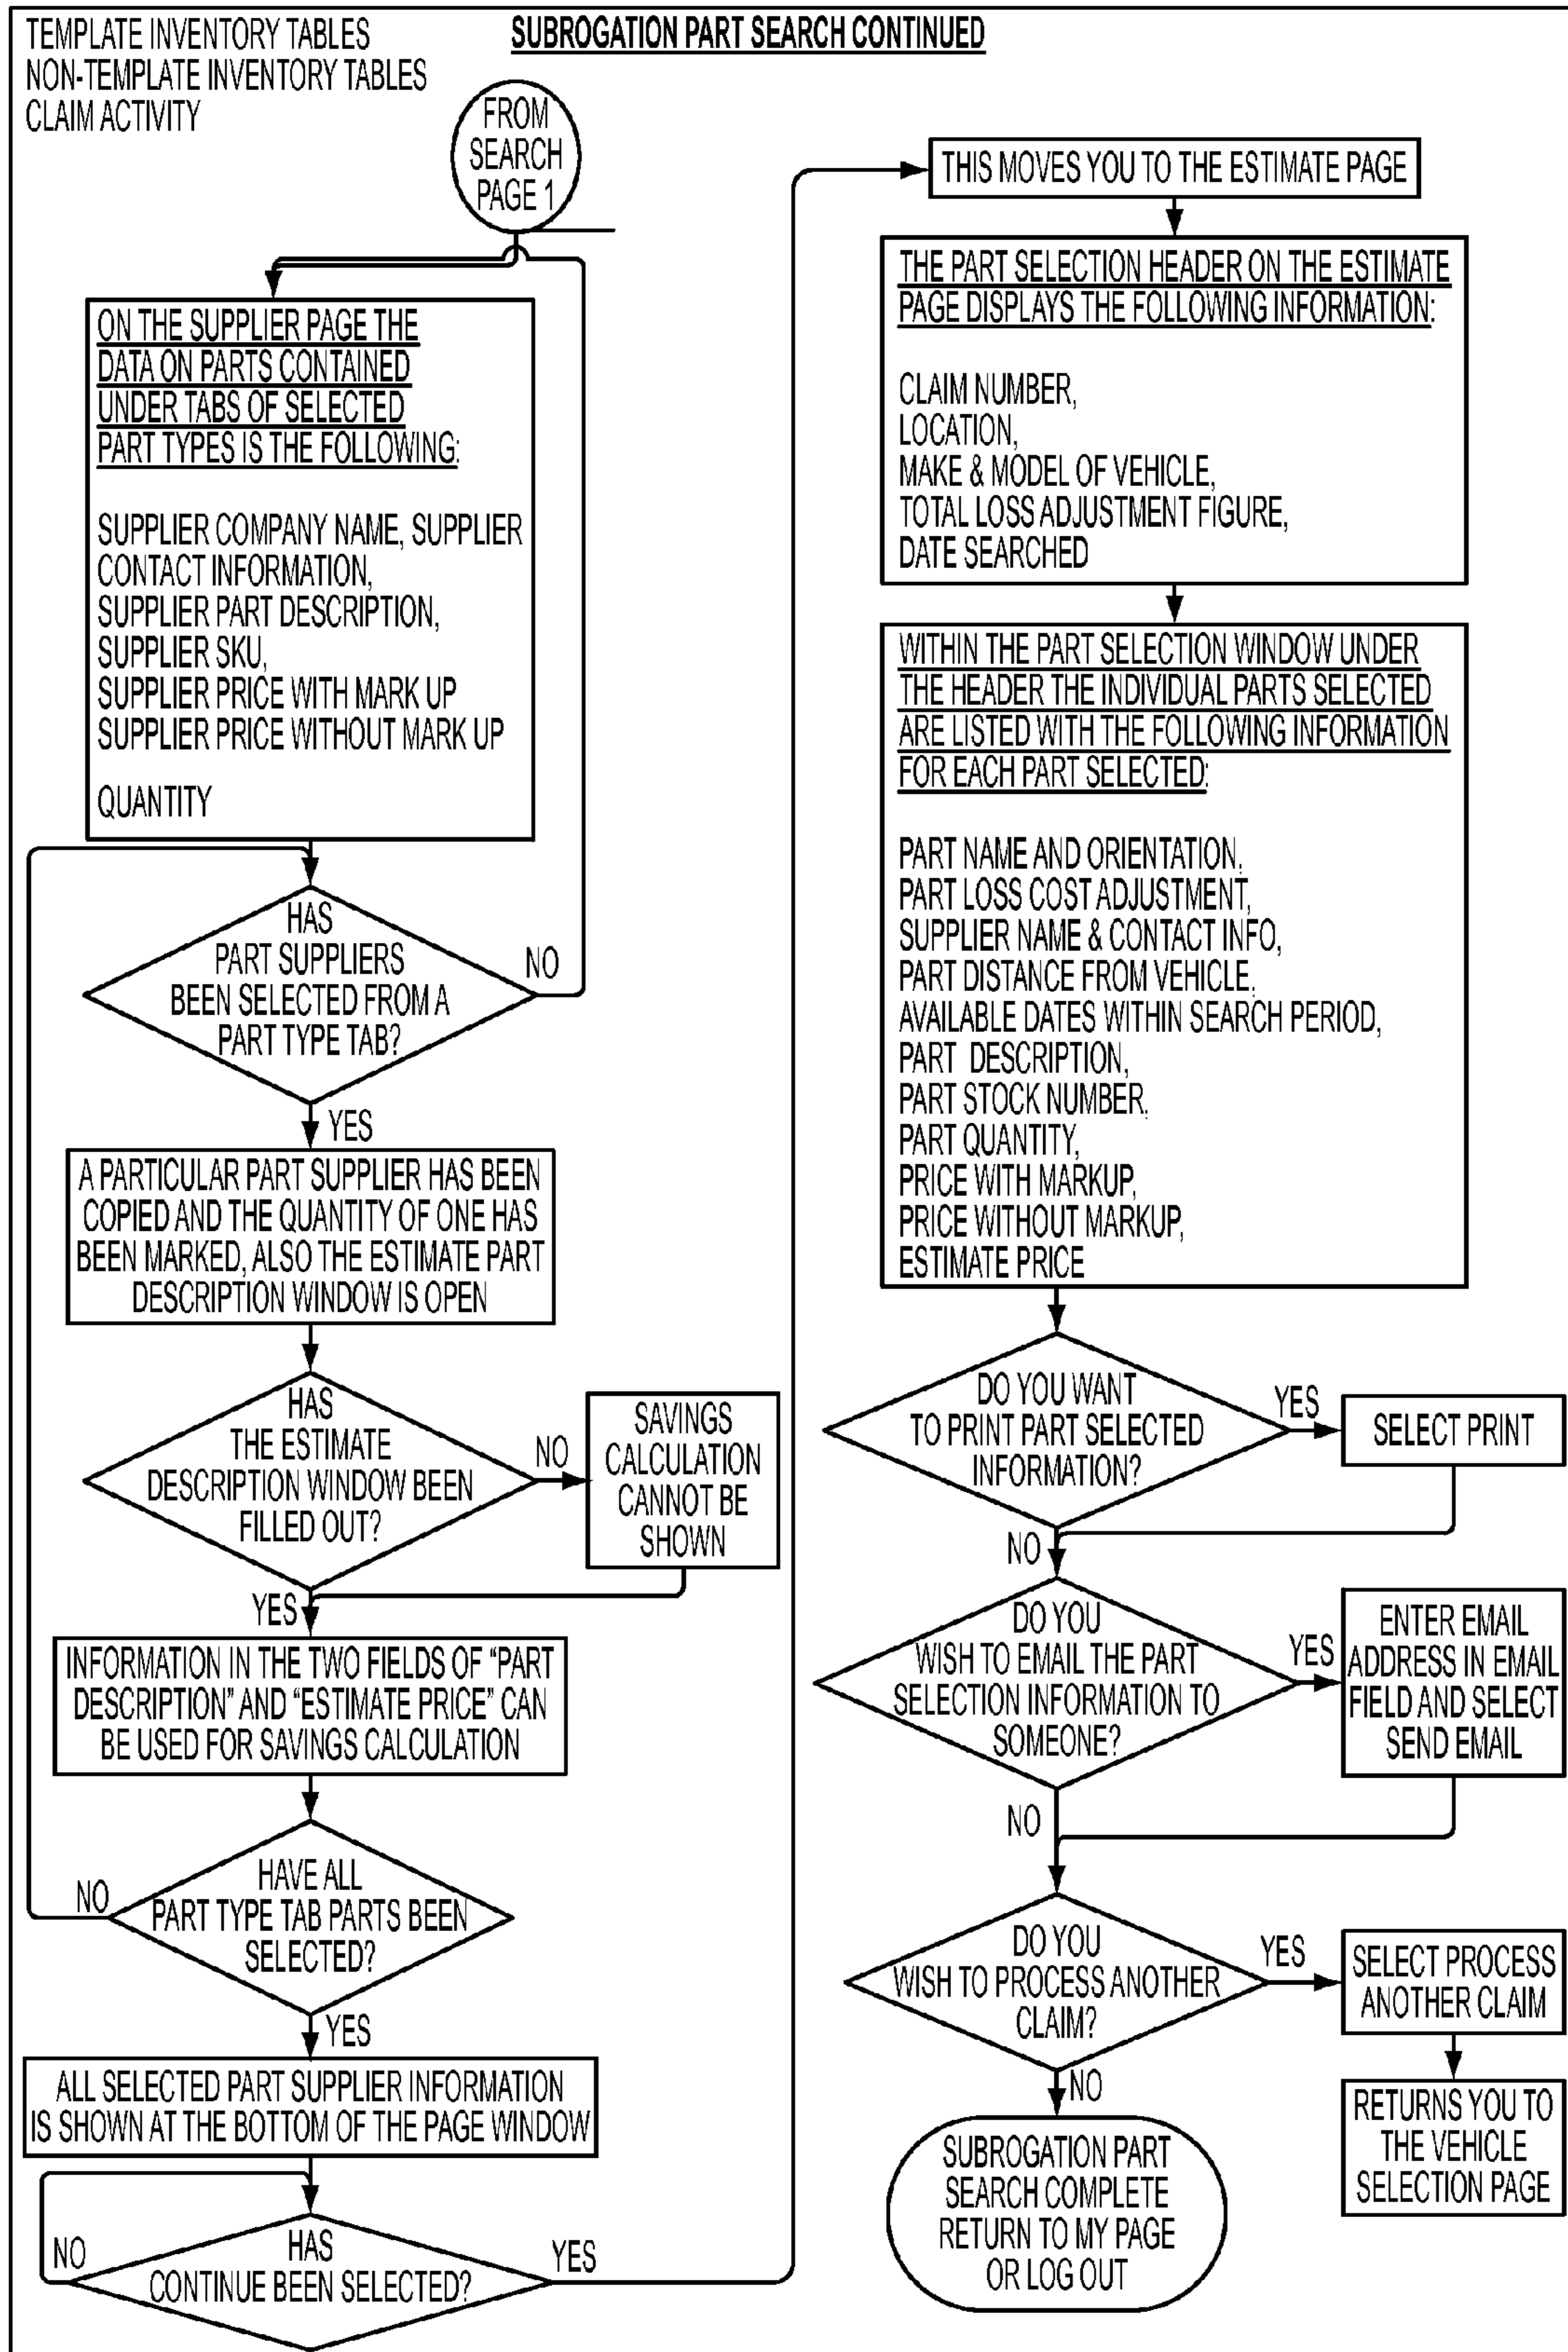 TEMPLATE INVENTORY TABLES
NON-TEMPLATE INVENTORY TABLES
CLAIM ACTIVITY
SUBROGATION PART SEARCH CONTINUED
FROM
SEARCH
PAGE 1
ON THE SUPPLIER PAGE THE
DATA ON PARTS CONTAINED
UNDER TABS OF SELECTED
PART TYPES IS THE FOLLOWING:
SUPPLIER COMPANY NAME, SUPPLIER
CONTACT INFORMATION,
SUPPLIER PART DESCRIPTION,
SUPPLIER SKU,
SUPPLIER PRICE WITH MARK UP
SUPPLIER PRICE WITHOUT MARK UP
QUANTITY
HAS
PART SUPPLIERS
BEEN SELECTED FROM A
PART TYPE TAB?
NO
YES
A PARTICULAR PART SUPPLIER HAS BEEN
COPIED AND THE QUANTITY OF ONE HAS
BEEN MARKED, ALSO THE ESTIMATE PART
DESCRIPTION WINDOW IS OPEN
HAS
THE ESTIMATE
DESCRIPTION WINDOW BEEN
FILLED OUT?
NO
SAVINGS
CALCULATION
CANNOT BE
SHOWN
YES
INFORMATION IN THE TWO FIELDS OF “PART
DESCRIPTION” AND “ESTIMATE PRICE” CAN
BE USED FOR SAVINGS CALCULATION
HAVE ALL
PART TYPE TAB PARTS BEEN
SELECTED?
NO
YES
ALL SELECTED PART SUPPLIER INFORMATION
IS SHOWN AT THE BOTTOM OF THE PAGE WINDOW
HAS
CONTINUE BEEN SELECTED?
NO
YES
THIS MOVES YOU TO THE ESTIMATE PAGE
THE PART SELECTION HEADER ON THE ESTIMATE
PAGE DISPLAYS THE FOLLOWING INFORMATION:
CLAIM NUMBER,
LOCATION,
MAKE & MODEL OF VEHICLE,
TOTAL LOSS ADJUSTMENT FIGURE,
DATE SEARCHED
WITHIN THE PART SELECTION WINDOW UNDER
THE HEADER THE INDIVIDUAL PARTS SELECTED
ARE LISTED WITH THE FOLLOWING INFORMATION
FOR EACH PART SELECTED:
PART NAME AND ORIENTATION,
PART LOSS COST ADJUSTMENT,
SUPPLIER NAME & CONTACT INFO,
PART DISTANCE FROM VEHICLE,
AVAILABLE DATES WITHIN SEARCH PERIOD,
PART DESCRIPTION,
PART STOCK NUMBER,
PART QUANTITY,
PRICE WITH MARKUP,
PRICE WITHOUT MARKUP,
ESTIMATE PRICE
DO YOU WANT
TO PRINT PART SELECTED
INFORMATION?
YES
SELECT PRINT
NO
DO YOU
WISH TO EMAIL THE PART
SELECTION INFORMATION TO
SOMEONE?
YES
ENTER EMAIL
ADDRESS IN EMAIL
FIELD AND SELECT
SEND EMAIL
NO
DO YOU
WISH TO PROCESS ANOTHER
CLAIM?
YES
SELECT PROCESS
ANOTHER CLAIM
RETURNS YOU TO
THE VEHICLE
SELECTION PAGE
NO
SUBROGATION PART
SEARCH COMPLETE
RETURN TO MY PAGE
OR LOG OUT